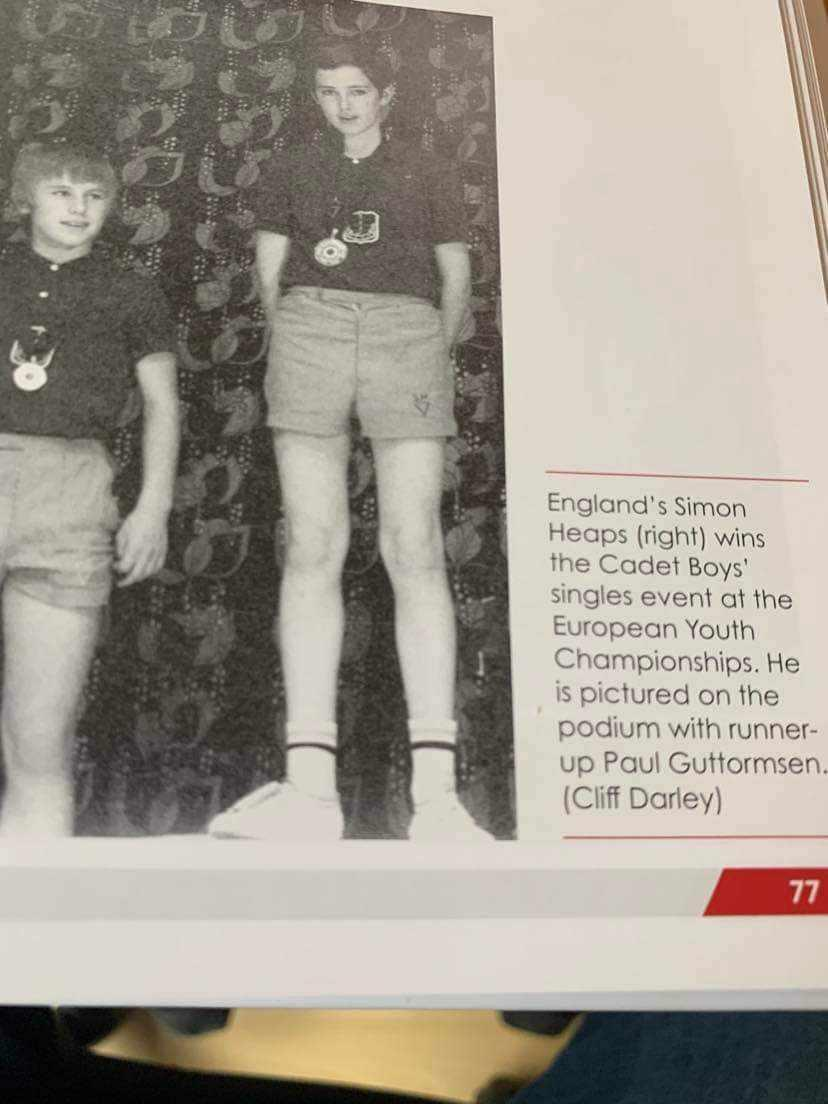 England's Simon
Heaps (right) wins
the Cadet Boys'
singles event at the
European Youth
Championships. He
is pictured on the
podium with runner-
up Paul Guttormsen.
(Cliff Darley)
77